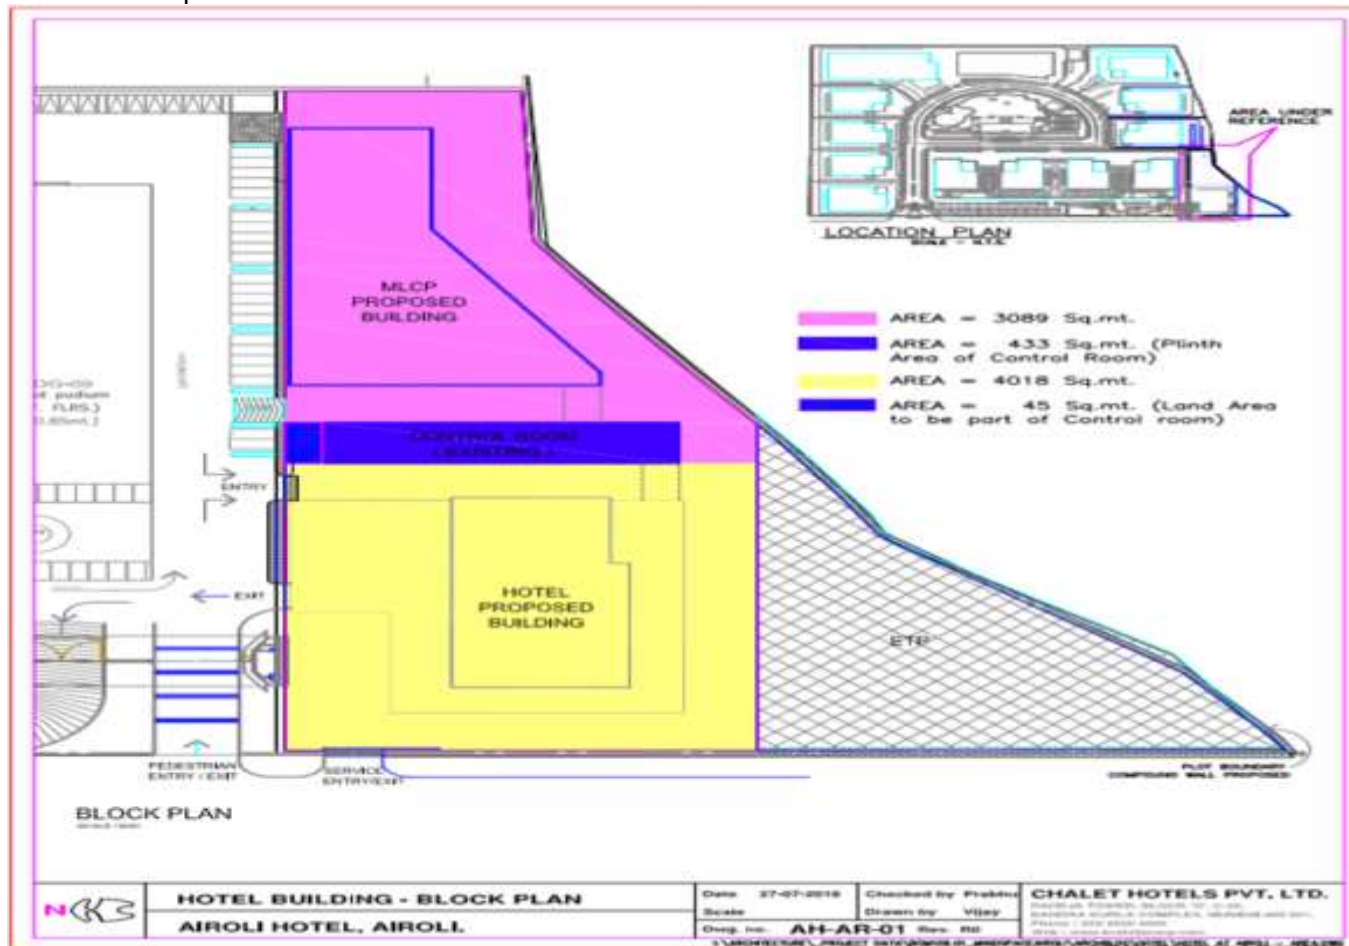 AREA UNDER
REFERENCE
LOCATION PLAN
SCALE - N.T.S.
MLCP
PROPOSED
BUILDING
AREA = 3089 Sq.mt.
AREA = 433 Sq.mt. (Plinth
Area of Control Room)
AREA = 4018 Sq.mt.
AREA = 45 Sq.mt. (Land Area
to be part of Control room)
CONTROL ROOM
(EXISTING)
ENTRY
HOTEL
PROPOSED
BUILDING
EXIT
ETP
PEDESTRIAN
ENTRY / EXIT
SERVICE
ENTRY/EXIT
PLOT BOUNDARY
COMPOUND WALL PROPOSED
BLOCK PLAN
N
HOTEL BUILDING - BLOCK PLAN
AIROLI HOTEL, AIROLI.
Date
Scale
Checked by Prabhu
Drawn by Vijay
Dwg. no. AH-AR-01 Rev. R0
CHALET HOTELS PVT. LTD.